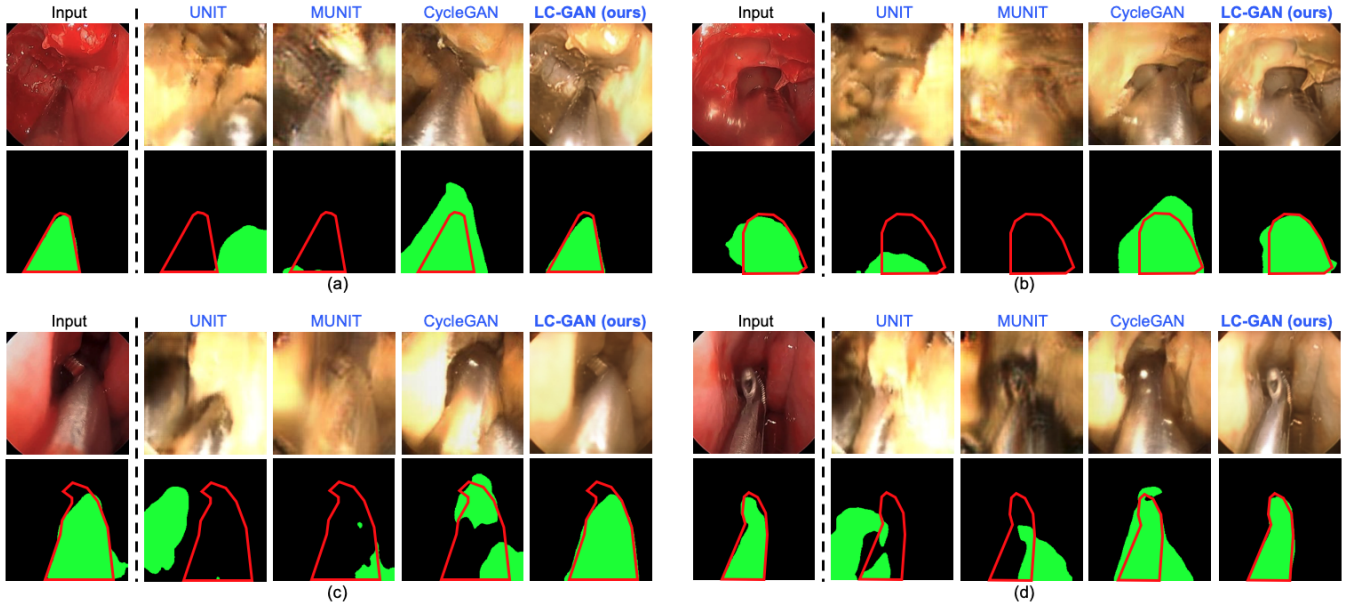 Input UNIT MUNIT CycleGAN LC-GAN (ours)
(a)
Input UNIT MUNIT CycleGAN LC-GAN (ours)
(b)
Input UNIT MUNIT CycleGAN LC-GAN (ours)
(c)
Input UNIT MUNIT CycleGAN LC-GAN (ours)
(d)